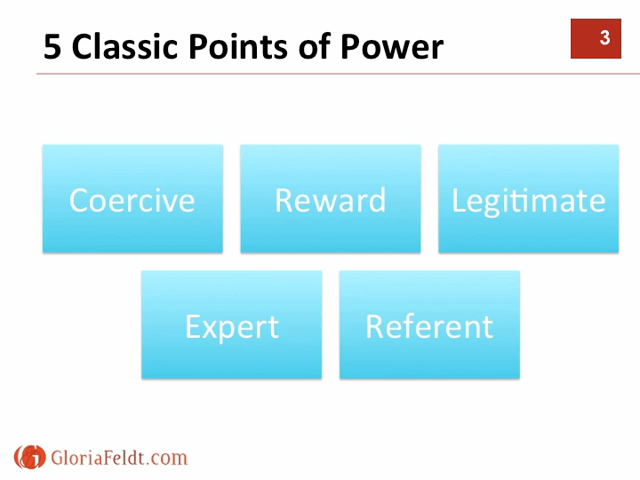 5 Classic Points of Power
3
Coercive
Reward
Legitimate
Expert
Referent
GloriaFeldt.com